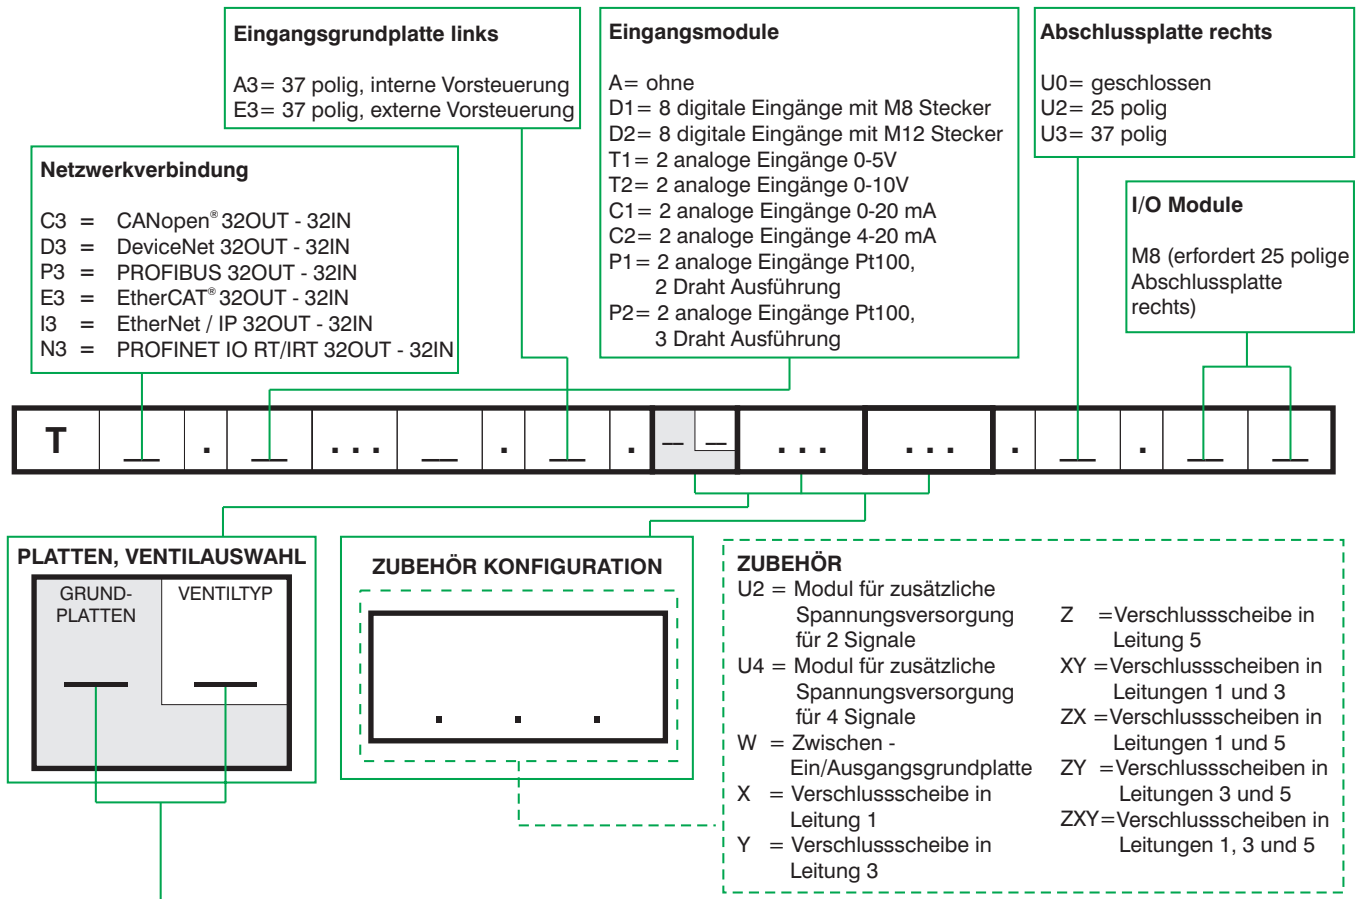 Eingangsgrundplatte links
A3= 37 polig, interne Vorsteuerung
E3= 37 polig, externe Vorsteuerung
Eingangsmodule
A= ohne
D1= 8 digitale Eingänge mit M8 Stecker
D2= 8 digitale Eingänge mit M12 Stecker
T1= 2 analoge Eingänge 0-5V
T2= 2 analoge Eingänge 0-10V
C1= 2 analoge Eingänge 0-20 mA
C2= 2 analoge Eingänge 4-20 mA
P1= 2 analoge Eingänge Pt100,
2 Draht Ausführung
P2= 2 analoge Eingänge Pt100,
3 Draht Ausführung
Abschlussplatte rechts
U0= geschlossen
U2= 25 polig
U3= 37 polig
Netzwerkverbindung
C3 = CANopen® 32OUT - 32IN
D3 = DeviceNet 32OUT - 32IN
P3 = PROFIBUS 32OUT - 32IN
E3 = EtherCAT® 32OUT - 32IN
I3 = EtherNet / IP 32OUT - 32IN
N3 = PROFINET IO RT/IRT 32OUT - 32IN
I/O Module
M8 (erfordert 25 polige
Abschlussplatte
rechts)
T __ . __ ... __ . __ . __ __ ... ... . __ . __ __
PLATTEN, VENTILAUSWAHL
GRUND-
PLATTEN
VENTILTYP
ZUBEHÖR KONFIGURATION
. . .
ZUBEHÖR
U2 = Modul für zusätzliche
Spannungsversorgung
für 2 Signale
U4 = Modul für zusätzliche
Spannungsversorgung
für 4 Signale
W = Zwischen -
Ein/Ausgangsgrundplatte
X = Verschlussscheibe in
Leitung 1
Y = Verschlussscheibe in
Leitung 3
Z =Verschlussscheibe in
Leitung 5
XY =Verschlussscheiben in
Leitungen 1 und 3
ZX =Verschlussscheiben in
Leitungen 1 und 5
ZY =Verschlussscheiben in
Leitungen 3 und 5
ZXY=Verschlussscheiben in
Leitungen 1, 3 und 5